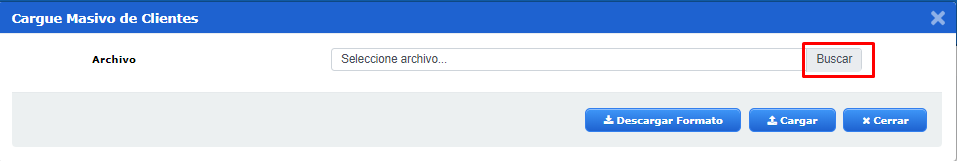 Cargue Masivo de Clientes
Archivo Seleccione archivo... Buscar
Descargar Formato Cargar Cerrar